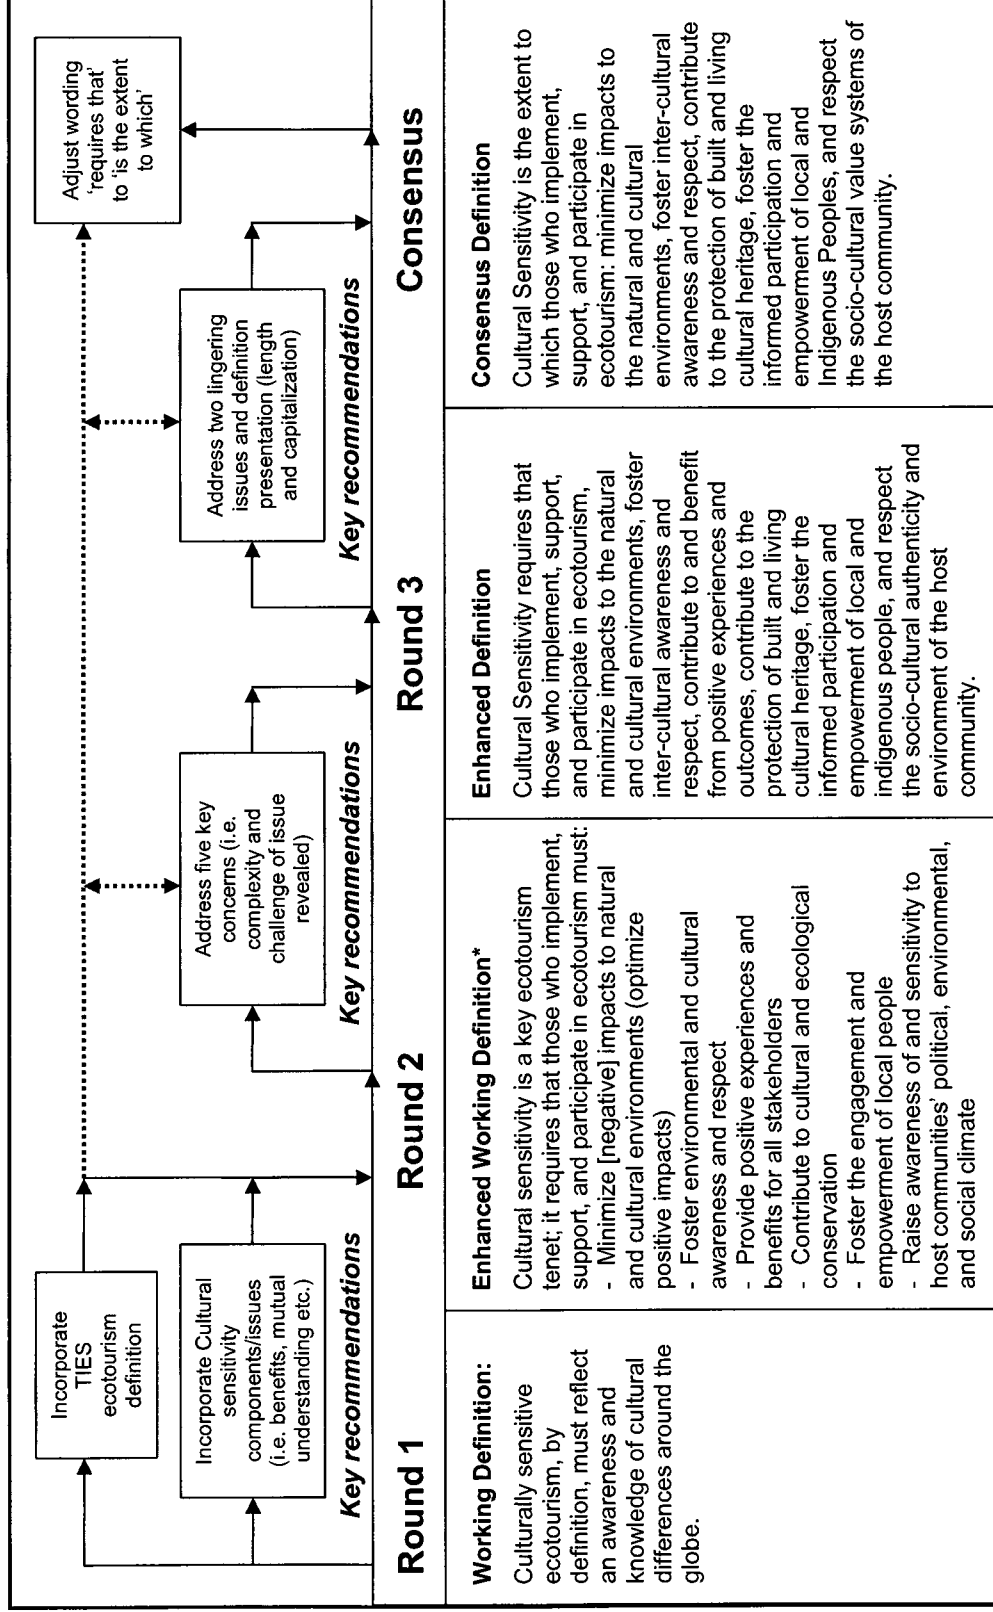 Incorporate
TIES
ecotourism
definition
Incorporate Cultural
sensitivity
components/issues
(i.e. benefits, mutual
understanding etc.)
Key recommendations
Address five key
concerns (i.e.
complexity and
challenge of issue
revealed)
Key recommendations
Address two lingering
issues and definition
presentation (length
and capitalization)
Key recommendations
Adjust wording
'requires that'
to 'is the extent
to which'
Round 1
Round 2
Round 3
Consensus
Working Definition:
Culturally sensitive
ecotourism, by
definition, must reflect
an awareness and
knowledge of cultural
differences around the
globe.
Enhanced Working Definition*
Cultural sensitivity is a key ecotourism
tenet; it requires that those who implement,
support, and participate in ecotourism must:
- Minimize [negative] impacts to natural
and cultural environments (optimize
positive impacts)
- Foster environmental and cultural
awareness and respect
- Provide positive experiences and
benefits for all stakeholders
- Contribute to cultural and ecological
conservation
- Foster the engagement and
empowerment of local people
- Raise awareness of and sensitivity to
host communities' political, environmental,
and social climate
Enhanced Definition
Cultural Sensitivity requires that
those who implement, support,
and participate in ecotourism,
minimize impacts to the natural
and cultural environments, foster
inter-cultural awareness and
respect, contribute to and benefit
from positive experiences and
outcomes, contribute to the
protection of built and living
cultural heritage, foster the
informed participation and
empowerment of local and
indigenous people, and respect
the socio-cultural authenticity and
environment of the host
community.
Consensus Definition
Cultural Sensitivity is the extent to
which those who implement,
support, and participate in
ecotourism: minimize impacts to
the natural and cultural
environments, foster inter-cultural
awareness and respect, contribute
to the protection of built and living
cultural heritage, foster the
informed participation and
empowerment of local and
Indigenous Peoples, and respect
the socio-cultural value systems of
the host community.